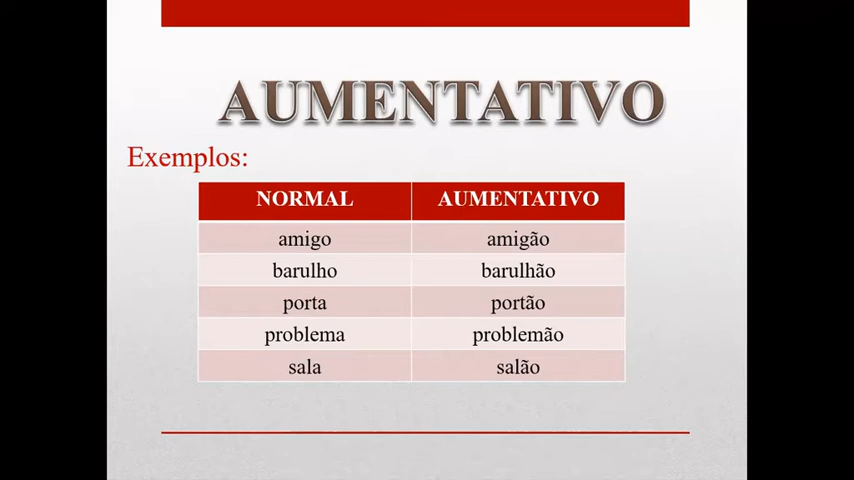 AUMENTATIVO
Exemplos:
NORMAL AUMENTATIVO
amigo amigão
barulho barulhão
porta portão
problema problemão
sala salão